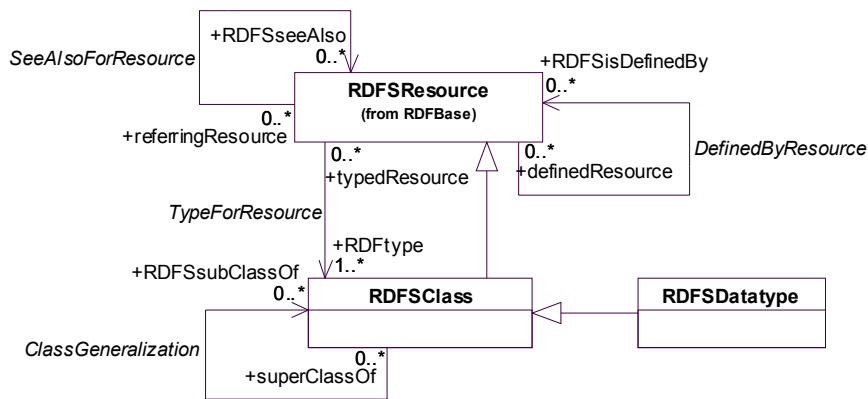 +RDFSseeAlso
0..*
SeeAlsoForResource
+RDFSisDefinedBy
0..*
RDFSResource
(from RDFBase)
0..*
+referringResource
0..*
+typedResource
0..*
+definedResource
DefinedByResource
TypeForResource
+RDFtype
1..*
+RDFSsubClassOf
0..*
RDFSClass
RDFSDatatype
ClassGeneralization
0..*
+superClassOf